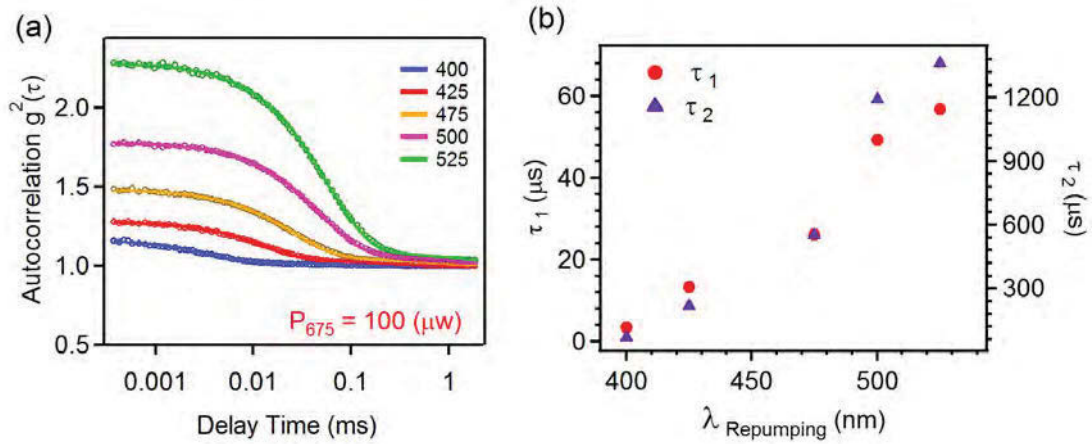 (a)
Autocorrelation g²(τ)
2.0
1.5
1.0
0.5
400
425
475
500
525
P₆₇₅ = 100 (μw)
0.001 0.01 0.1 1
Delay Time (ms)
(b)
τ₁ (μs)
60
40
20
0
τ₁
τ₂
1200
900
600
300
τ₂ (μs)
400 450 500
λ Repumping (nm)